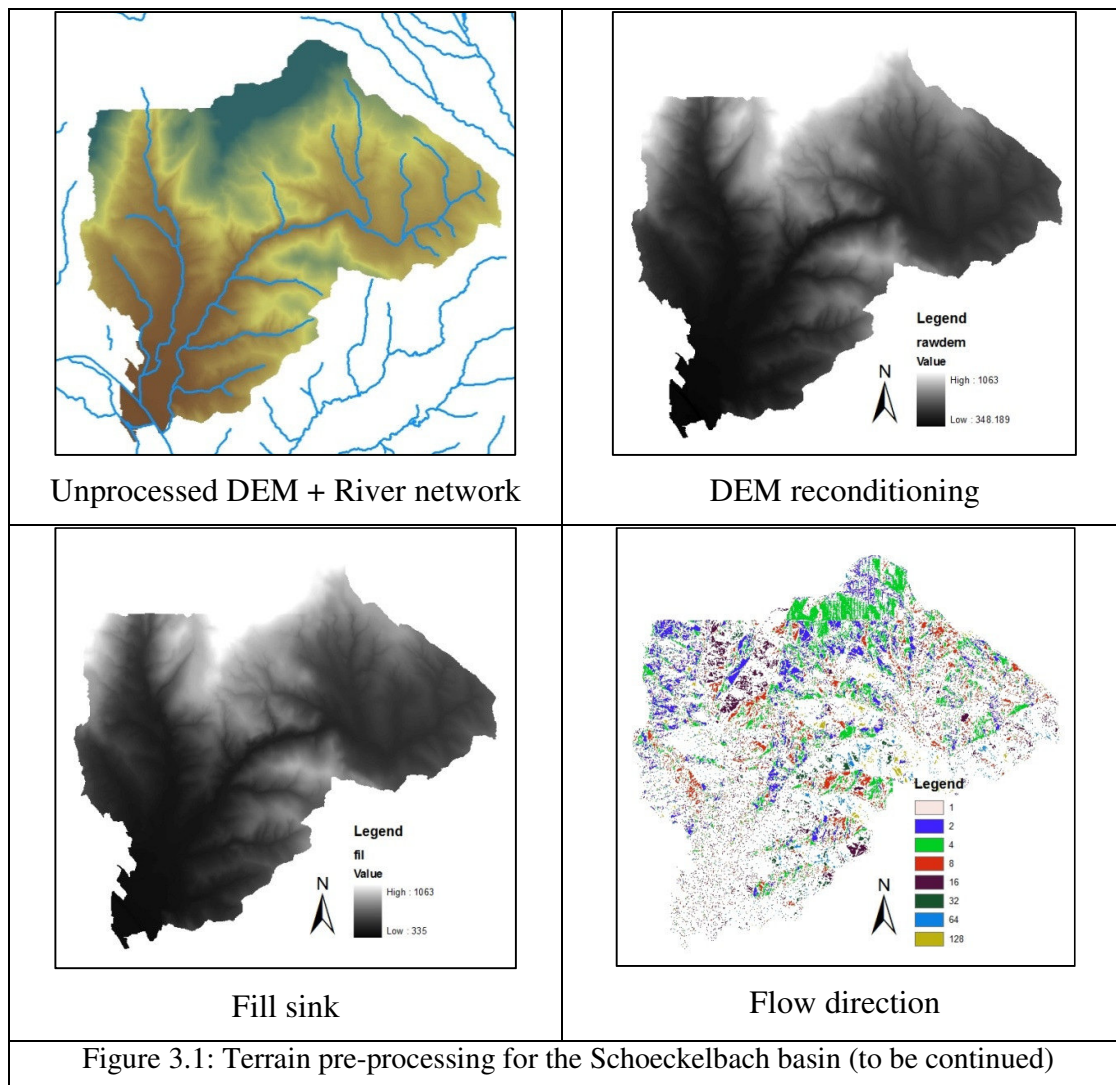 Unprocessed DEM + River network
Legend
rawdem
Value
High : 1063
Low : 348.189
N
DEM reconditioning
Legend
fil
Value
High : 1063
Low : 335
N
Fill sink
Legend
1
2
4
8
16
32
64
128
N
Flow direction
Figure 3.1: Terrain pre-processing for the Schoeckelbach basin (to be continued)